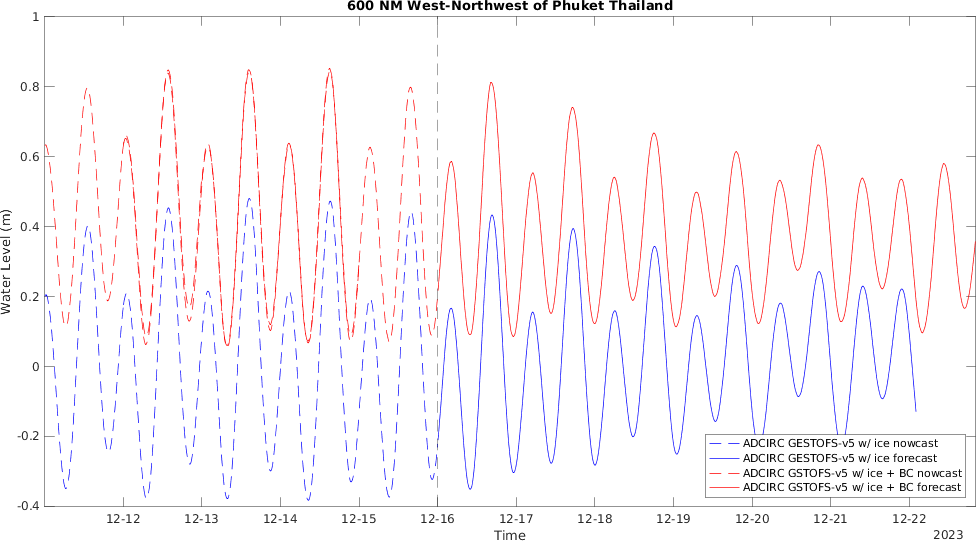 600 NM West-Northwest of Phuket Thailand
1
0.8
0.6
0.4
0.2
0
-0.2
-0.4
Water Level (m)
ADCIRC GESTOFS-v5 w/ ice nowcast
ADCIRC GESTOFS-v5 w/ ice forecast
ADCIRC GSTOFS-v5 w/ ice + BC nowcast
ADCIRC GSTOFS-v5 w/ ice + BC forecast
12-12 12-13 12-14 12-15 12-16 12-17 12-18 12-19 12-20 12-21 12-22
Time
2023